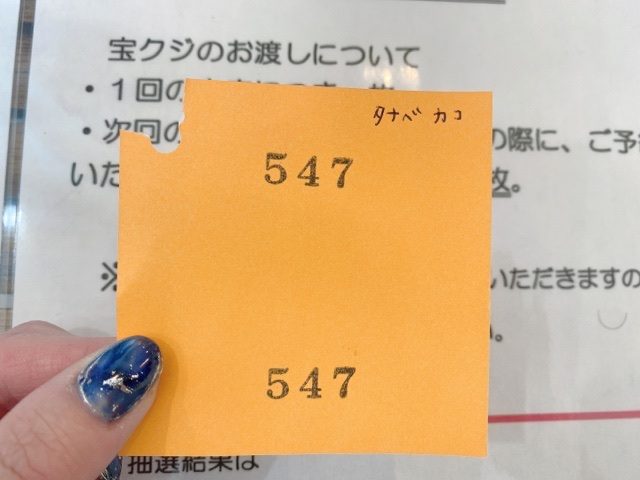 宝クジのお渡しについて
・1回の
タナベ カコ
・次回の
の際に、ご予
547
いた
枚。
※
いただきますの
547
抽選結果は